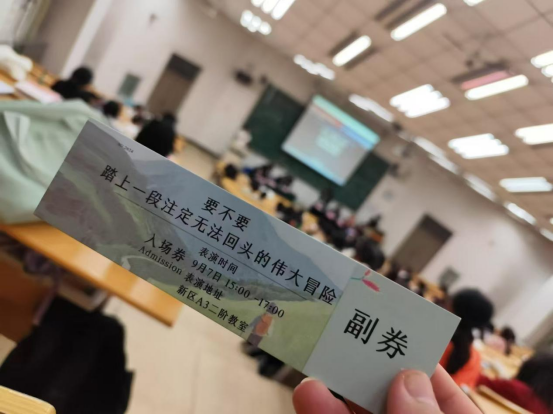 要不要
踏上一段注定无法回头的伟大冒险
入场券
Admission
表演时间
9月7日 15:00 -17:00
表演地址
新区A3二阶教室
副券